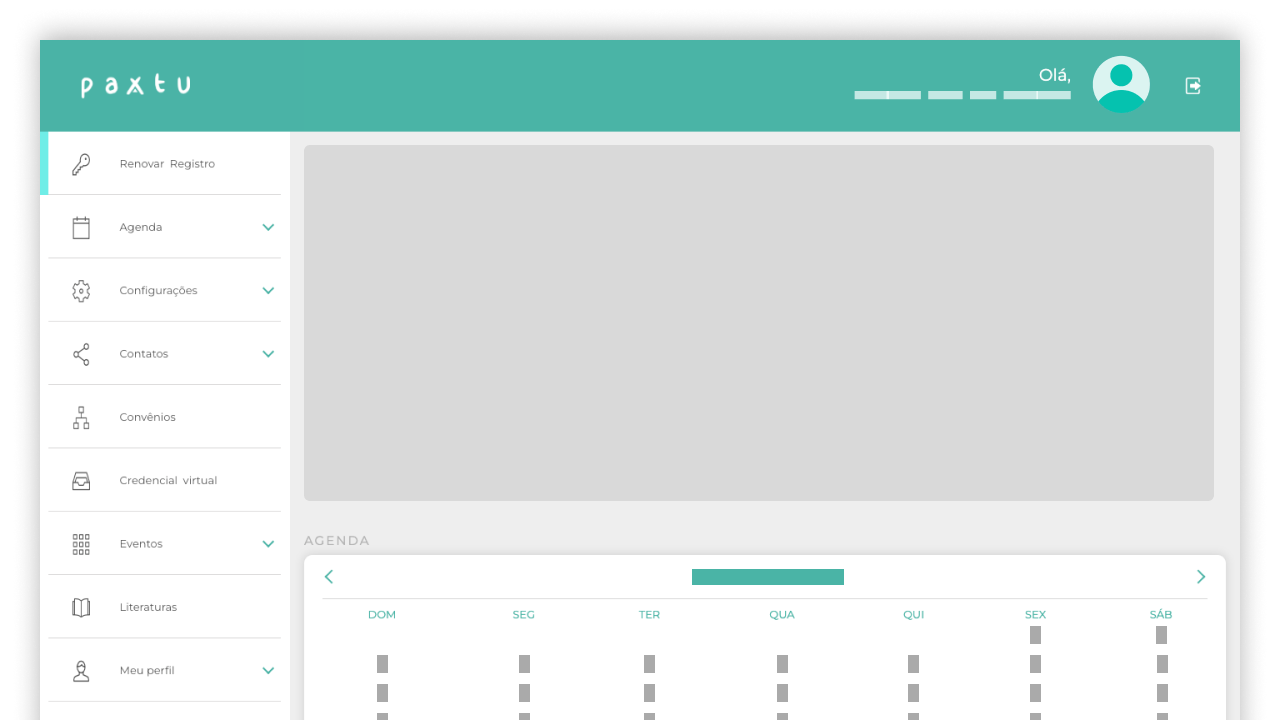 paxtu
Olá,
Renovar Registro
Agenda
Configurações
Contatos
Convênios
Credencial virtual
Eventos
Literaturas
Meu perfil
AGENDA
DOM SEG TER QUA QUI SEX SÁB